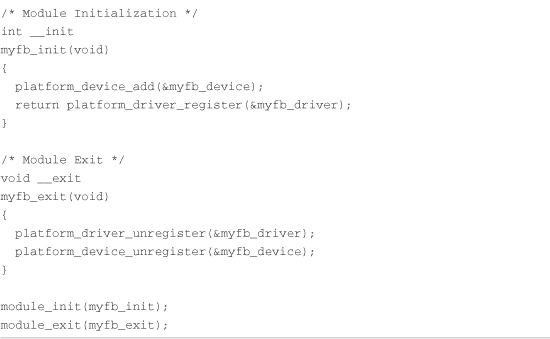 /* Module Initialization */
int __init
myfb_init(void)
{
  platform_device_add(&myfb_device);
  return platform_driver_register(&myfb_driver);
}

/* Module Exit */
void __exit
myfb_exit(void)
{
  platform_driver_unregister(&myfb_driver);
  platform_device_unregister(&myfb_device);
}

module_init(myfb_init);
module_exit(myfb_exit);